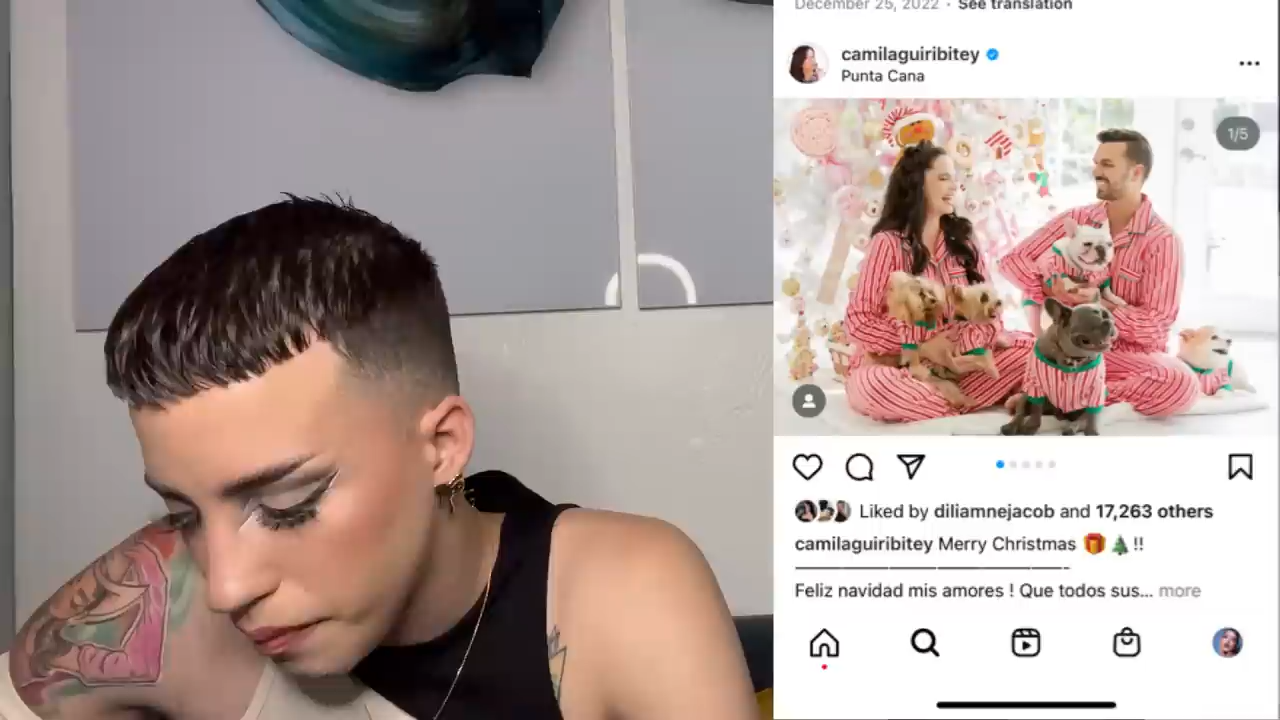 December 25, 2022 · See translation
camilaguiribitey
Punta Cana
1/5
Liked by diliamnejacob and 17,263 others
camilaguiribitey Merry Christmas 🎁🎄!!
Feliz navidad mis amores ! Que todos sus... more